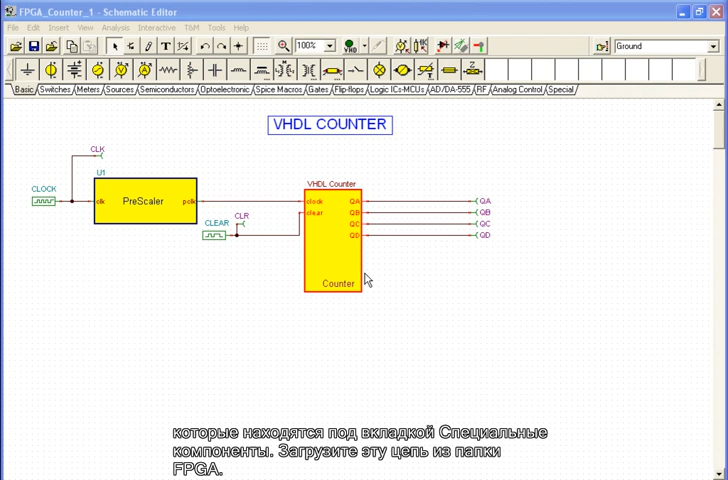 FPGA_Counter_1 - Schematic Editor
File Edit Insert View Analysis Interactive T&M Tools Help
100% VHD Ground
Basic Switches Meters Sources Semiconductors Optoelectronic Spice Macros Gates Flip-flops Logic ICs-MCUs AD/DA-555 RF Analog Control Special
VHDL COUNTER
CLK
U1
CLOCK
clk PreScaler pclk
VHDL Counter
clock QA QA
CLEAR CLR
clear QB QB
QC QC
QD QD
Counter
которые находятся под вкладкой Специальные
компоненты. Загрузите эту цепь из папки
FPGA.